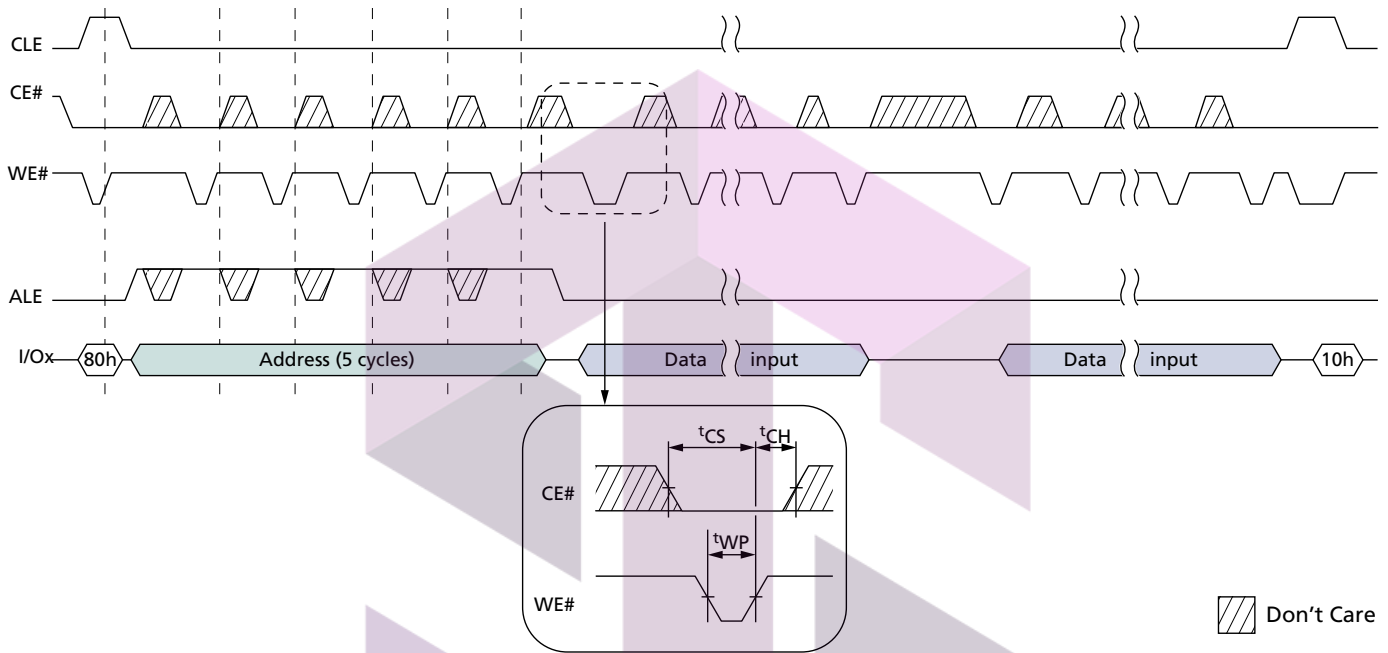 CLE
CE#
WE#
ALE
I/Ox 80h Address (5 cycles) Data input Data input 10h
tCS tCH
CE#
tWP
WE#
Don't Care